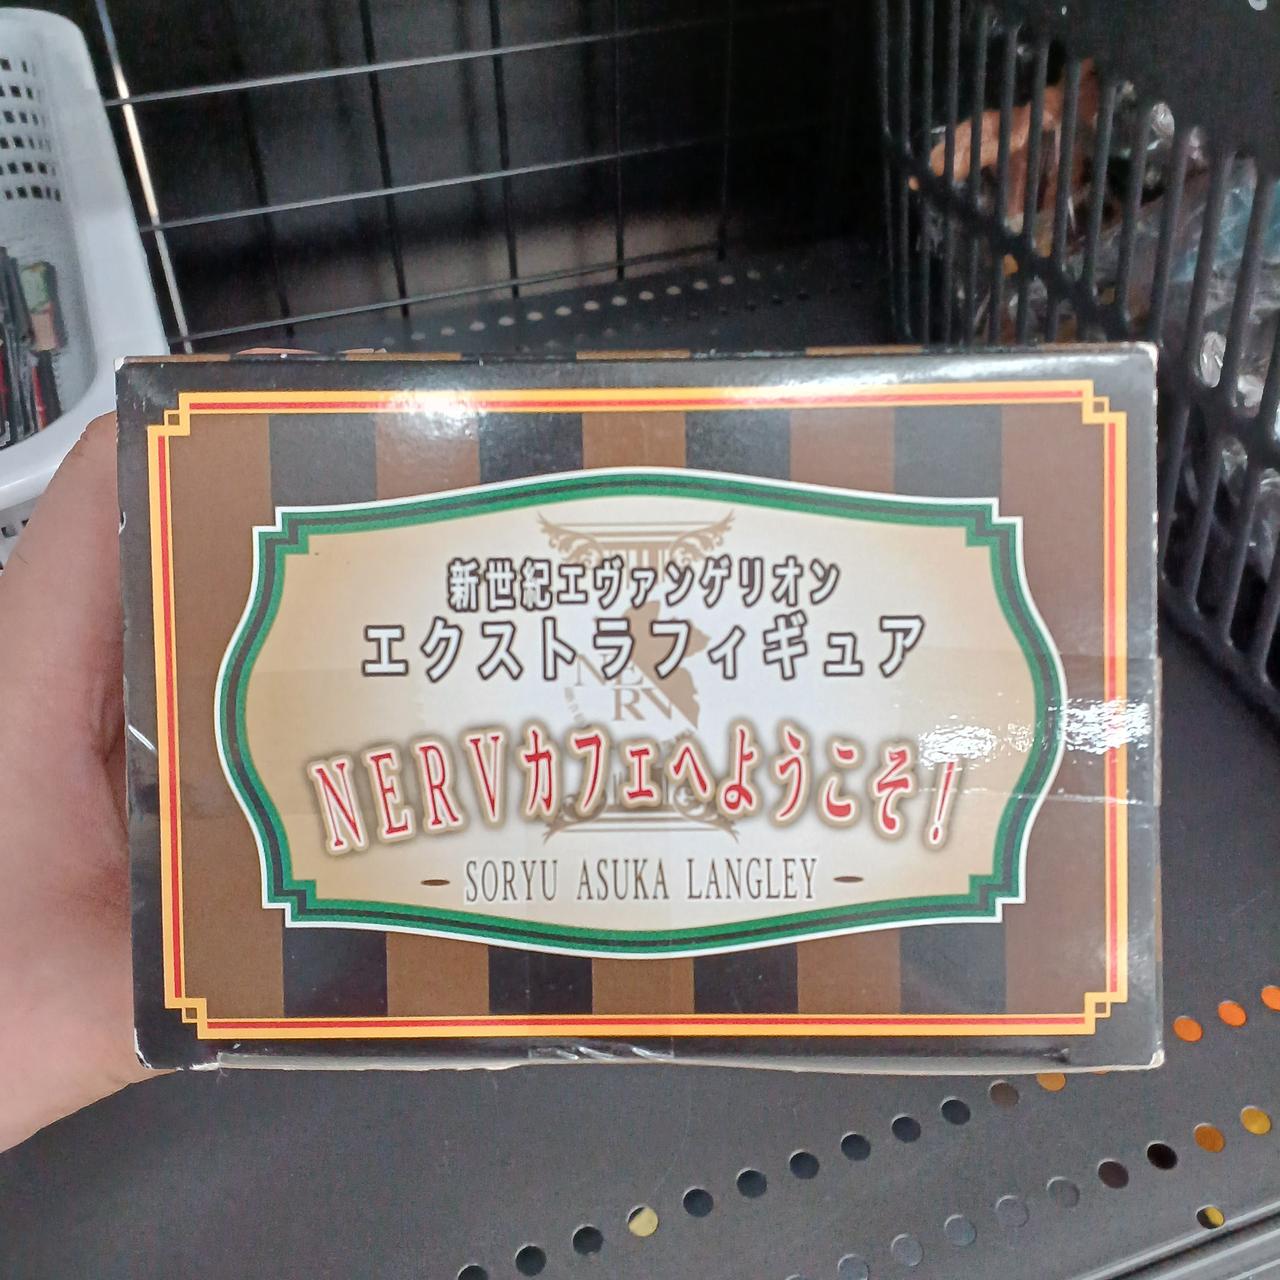 新世紀エヴァンゲリオン
エクストラフィギュア
NERV
NERVカフェへようこそ!
- SORYU ASUKA LANGLEY -